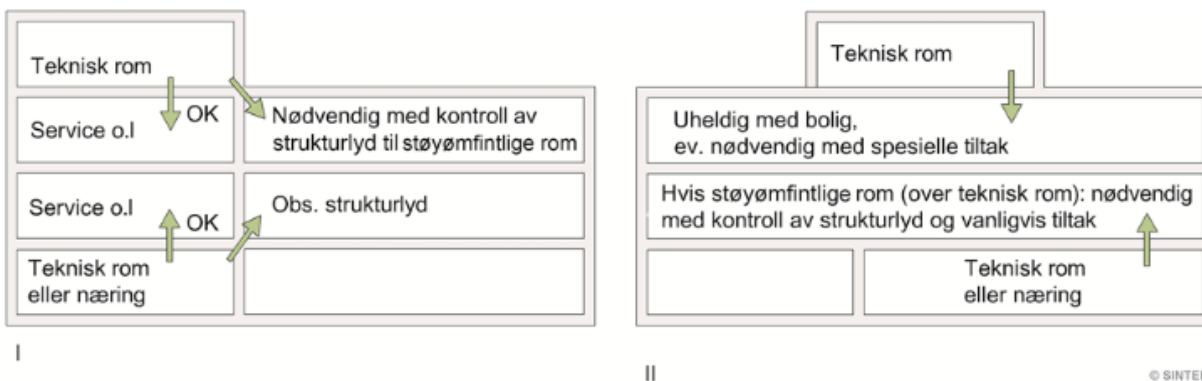 Teknisk rom
Service o.l
OK
Nødvendig med kontroll av
strukturlyd til støyømfintlige rom
Service o.l
OK
Obs. strukturlyd
Teknisk rom
eller næring
I
Teknisk rom
Uheldig med bolig,
ev. nødvendig med spesielle tiltak
Hvis støyømfintlige rom (over teknisk rom): nødvendig
med kontroll av strukturlyd og vanligvis tiltak
Teknisk rom
eller næring
II
© SINTE